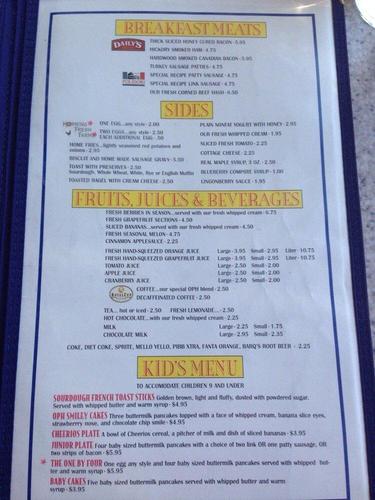 BREAKFAST MEATS
DAILY'S
THICK SLICED HONEY CURED BACON - 5.95
HICKORY SMOKED HAM - 4.75
HARDWOOD SMOKED CANADIAN BACON - 5.95
TURKEY SAUSAGE PATTIES - 4.75
SPECIAL RECIPE PATTY SAUSAGE - 4.75
SPECIAL RECIPE LINK SAUSAGE - 4.75
OUR FRESH CORNED BEEF HASH - 6.50
SIDES
ONE EGG...any style - 2.00
TWO EGGS...any style - 2.50
EACH ADDITIONAL EGG .50
HOME FRIES...lightly seasoned red potatoes and
onions - 2.95
BISCUIT AND HOME MADE SAUSAGE GRAVY - 5.50
TOAST WITH PRESERVES - 2.50
Sourdough, Whole Wheat, White, Rye or English Muffin
TOASTED BAGEL WITH CREAM CHEESE - 2.50
PLAIN NONFAT YOGURT WITH HONEY - 2.95
OUR FRESH WHIPPED CREAM - 1.95
SLICED FRESH TOMATO - 2.25
COTTAGE CHEESE - 2.25
REAL MAPLE SYRUP, 3 OZ. - 2.50
BLUEBERRY COMPOTE SYRUP - 1.00
LINGONBERRY SAUCE - 1.95
FRUITS, JUICES & BEVERAGES
FRESH BERRIES IN SEASON...served with our fresh whipped cream - 6.75
FRESH GRAPEFRUIT SECTIONS - 4.50
SLICED BANANAS...served with our fresh whipped cream - 4.50
FRESH SEASONAL MELON - 4.75
CINNAMON APPLESAUCE - 2.25
FRESH HAND-SQUEEZED ORANGE JUICE Large - 3.95 Small - 2.95 Liter - 10.75
FRESH HAND-SQUEEZED GRAPEFRUIT JUICE Large - 3.95 Small - 2.95 Liter - 10.75
TOMATO JUICE Large - 2.50 Small - 2.00
APPLE JUICE Large - 2.50 Small - 2.00
CRANBERRY JUICE Large - 2.50 Small - 2.00
COFFEE...our special OPH blend - 2.50
DECAFFEINATED COFFEE - 2.50
TEA... hot or iced - 2.50 FRESH LEMONADE... - 2.50
HOT CHOCOLATE...with our fresh whipped cream - 2.25
MILK Large - 2.25 Small - 1.75
CHOCOLATE MILK Large - 2.95 Small - 2.35
COKE, DIET COKE, SPRITE, MELLO YELLO, PIBB XTRA, FANTA ORANGE, BARQ'S ROOT BEER - 2.25
KID'S MENU
TO ACCOMODATE CHILDREN 9 AND UNDER
SOURDOUGH FRENCH TOAST STICKS Golden brown, light and fluffy, dusted with powdered sugar.
Served with whipped butter and warm syrup - $4.95
OPH SMILEY CAKES Three buttermilk pancakes topped with a face of whipped cream, banana slice eyes,
strawberry nose, and chocolate chip smile - $4.95
CHEERIOS PLATE A bowl of Cheerios cereal, a pitcher of milk and dish of sliced bananas - $3.95
JUNIOR PLATE Four baby sized buttermilk pancakes with a choice of two link OR one patty sausage, OR
two strips of bacon - $5.95
* THE ONE BY FOUR One egg any style and four baby sized buttermilk pancakes served with whipped but-
ter and warm syrup - $5.95
BABY CAKES Five baby sized buttermilk pancakes served with whipped butter and warm
syrup - $3.95